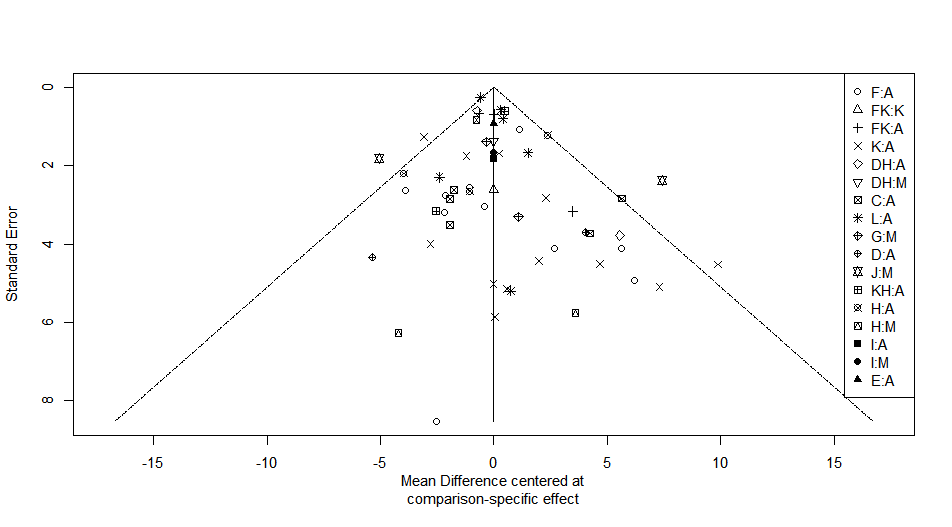 0
2
4
6
8
Standard Error
-15
-10
-5
0
5
10
15
Mean Difference centered at
comparison-specific effect
F:A
FK:K
FK:A
K:A
DH:A
DH:M
C:A
L:A
G:M
D:A
J:M
KH:A
H:A
H:M
I:A
I:M
E:A